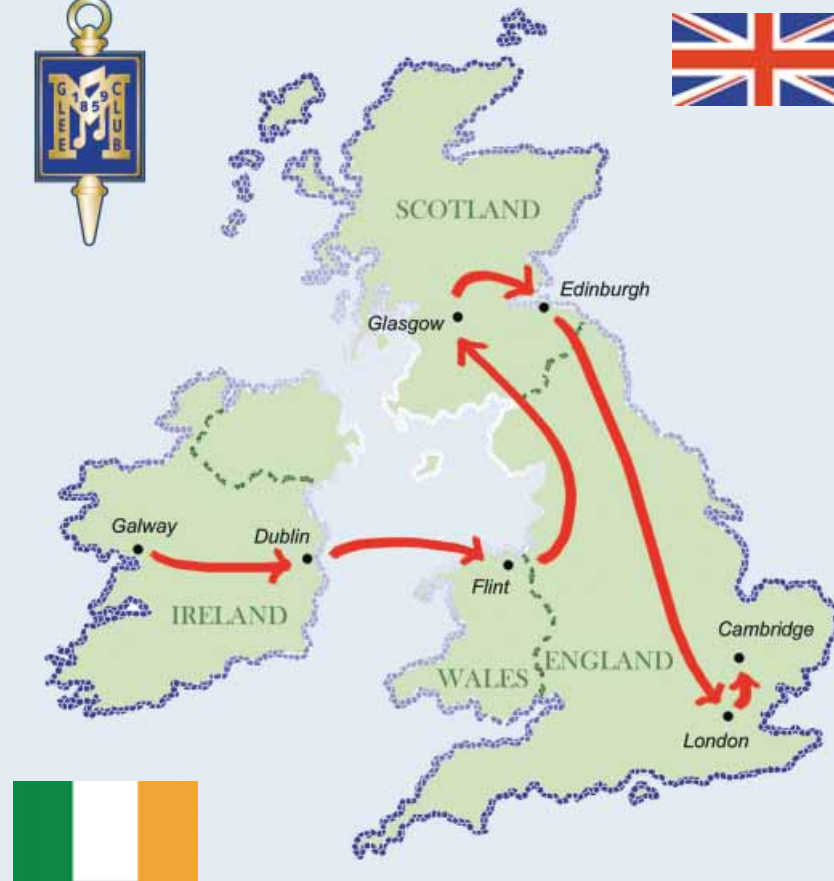 GLEE
M
1859
CLUB
SCOTLAND
Edinburgh
Glasgow
Galway
Dublin
Flint
IRELAND
Cambridge
ENGLAND
WALES
London